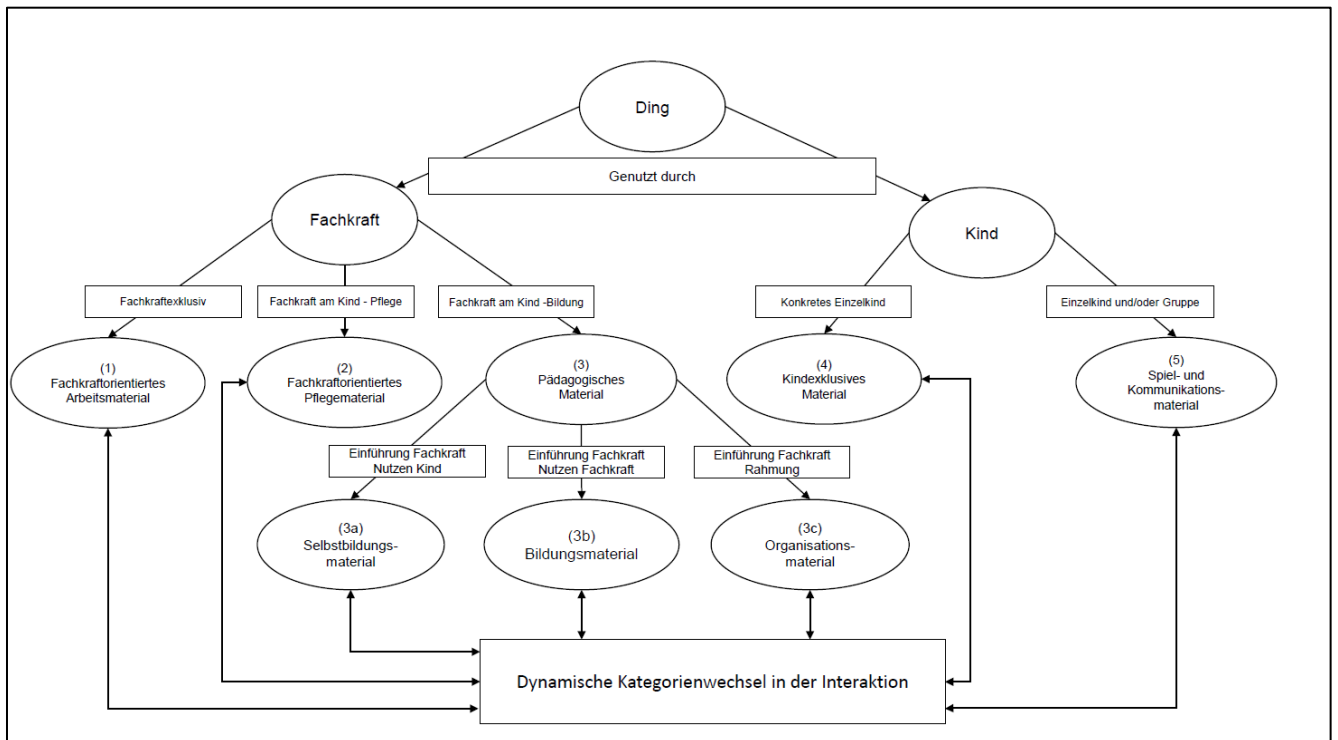 Ding
Genutzt durch
Fachkraft
Kind
Fachkraftexklusiv
Fachkraft am Kind - Pflege
Fachkraft am Kind -Bildung
Konkretes Einzelkind
Einzelkind und/oder Gruppe
(1)
Fachkraftorientiertes
Arbeitsmaterial
(2)
Fachkraftorientiertes
Pflegematerial
(3)
Pädagogisches
Material
(4)
Kindexklusives
Material
(5)
Spiel- und
Kommunikations-
material
Einführung Fachkraft
Nutzen Kind
Einführung Fachkraft
Nutzen Fachkraft
Einführung Fachkraft
Rahmung
(3a)
Selbstbildungs-
material
(3b)
Bildungsmaterial
(3c)
Organisations-
material
Dynamische Kategorienwechsel in der Interaktion